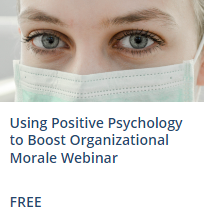 Using Positive Psychology
to Boost Organizational
Morale Webinar
FREE